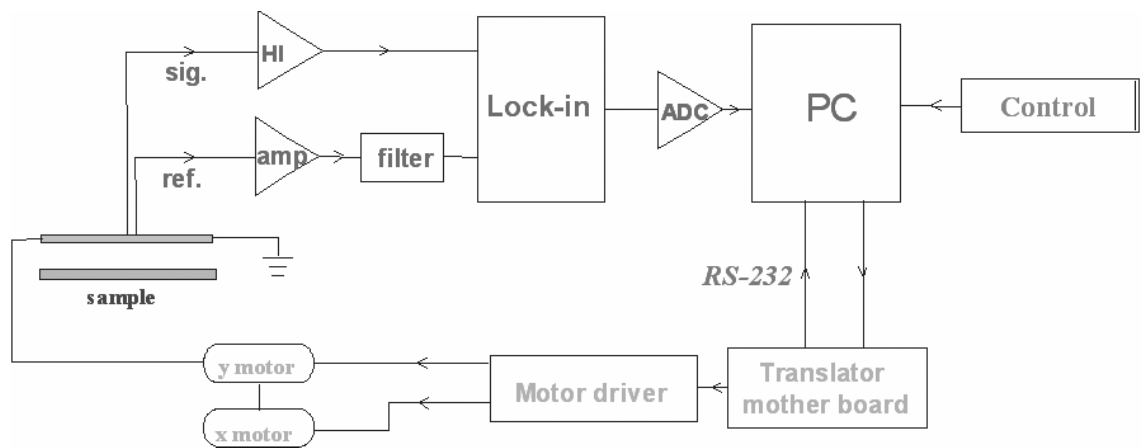 HI
sig.
Lock-in
ADC
PC
Control
amp
filter
ref.
sample
RS-232
y motor
x motor
Motor driver
Translator
mother board